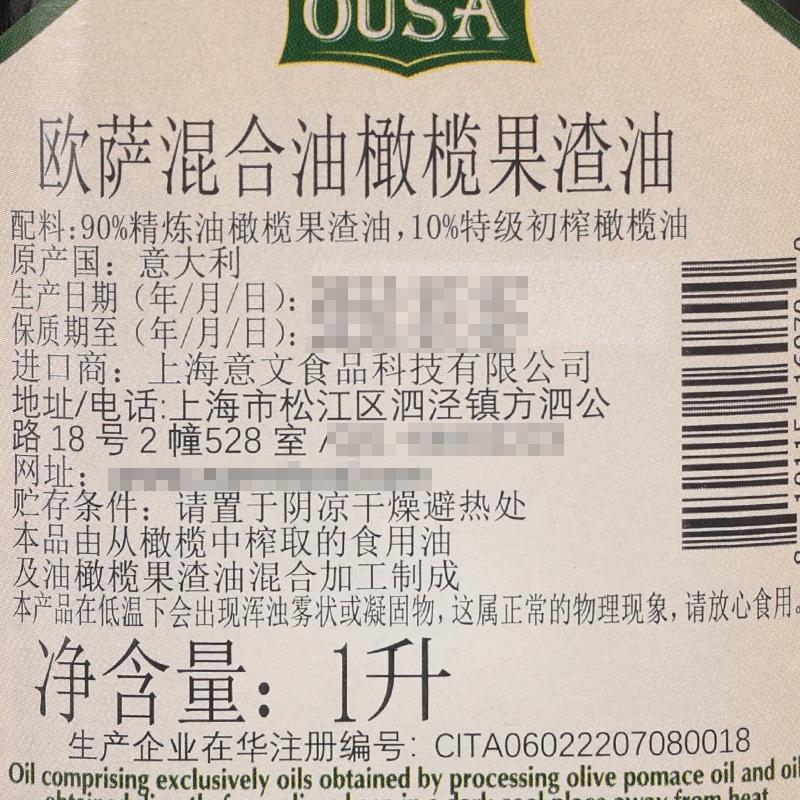 OUSA
欧萨混合油橄榄果渣油
配料:90%精炼油橄榄果渣油,10%特级初榨橄榄油
原产国：意大利
生产日期（年/月/日）：
保质期至（年/月/日）：
进口商：上海意文食品科技有限公司
地址/电话:上海市松江区泗泾镇方泗公
路 18 号 2 幢528 室 /
网址：
贮存条件：请置于阴凉干燥避热处
本品由从橄榄中榨取的食用油
及油橄榄果渣油混合加工制成
本产品在低温下会出现浑浊雾状或凝固物,这属正常的物理现象,请放心食用。
净含量：1升
生产企业在华注册编号：CITA06022207080018
Oil comprising exclusively oils obtained by processing olive pomace oil and oil